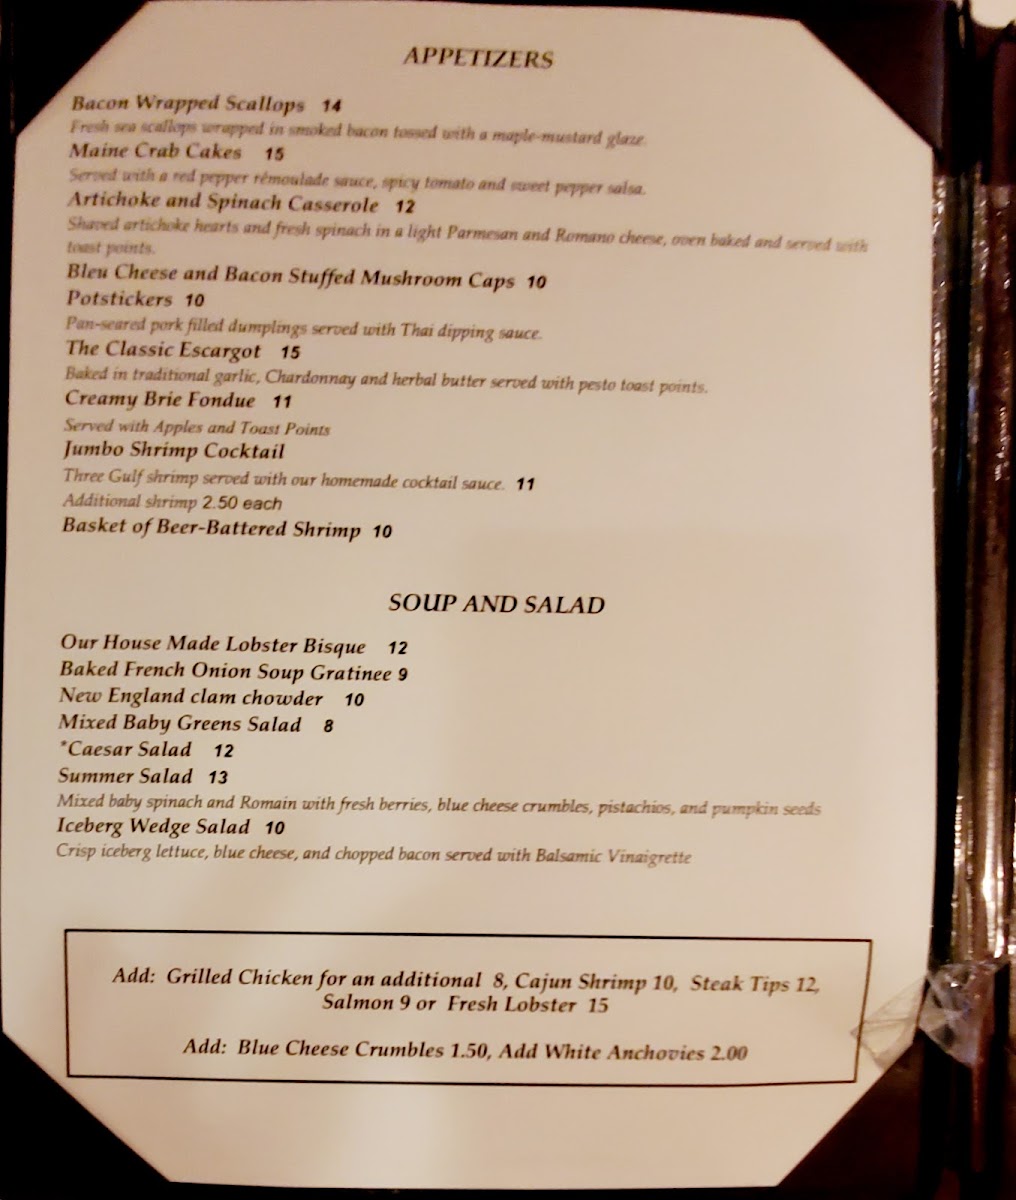 APPETIZERS
Bacon Wrapped Scallops 14
Fresh sea scallops wrapped in smoked bacon tossed with a maple-mustard glaze.
Maine Crab Cakes 15
Served with a red pepper rémoulade sauce, spicy tomato and sweet pepper salsa.
Artichoke and Spinach Casserole 12
Shaved artichoke hearts and fresh spinach in a light Parmesan and Romano cheese, oven baked and served with
toast points.
Bleu Cheese and Bacon Stuffed Mushroom Caps 10
Potstickers 10
Pan-seared pork filled dumplings served with Thai dipping sauce.
The Classic Escargot 15
Baked in traditional garlic, Chardonnay and herbal butter served with pesto toast points.
Creamy Brie Fondue 11
Served with Apples and Toast Points
Jumbo Shrimp Cocktail
Three Gulf shrimp served with our homemade cocktail sauce. 11
Additional shrimp 2.50 each
Basket of Beer-Battered Shrimp 10
SOUP AND SALAD
Our House Made Lobster Bisque 12
Baked French Onion Soup Gratinee 9
New England clam chowder 10
Mixed Baby Greens Salad 8
*Caesar Salad 12
Summer Salad 13
Mixed baby spinach and Romain with fresh berries, blue cheese crumbles, pistachios, and pumpkin seeds
Iceberg Wedge Salad 10
Crisp iceberg lettuce, blue cheese, and chopped bacon served with Balsamic Vinaigrette
Add: Grilled Chicken for an additional 8, Cajun Shrimp 10, Steak Tips 12,
Salmon 9 or Fresh Lobster 15
Add: Blue Cheese Crumbles 1.50, Add White Anchovies 2.00